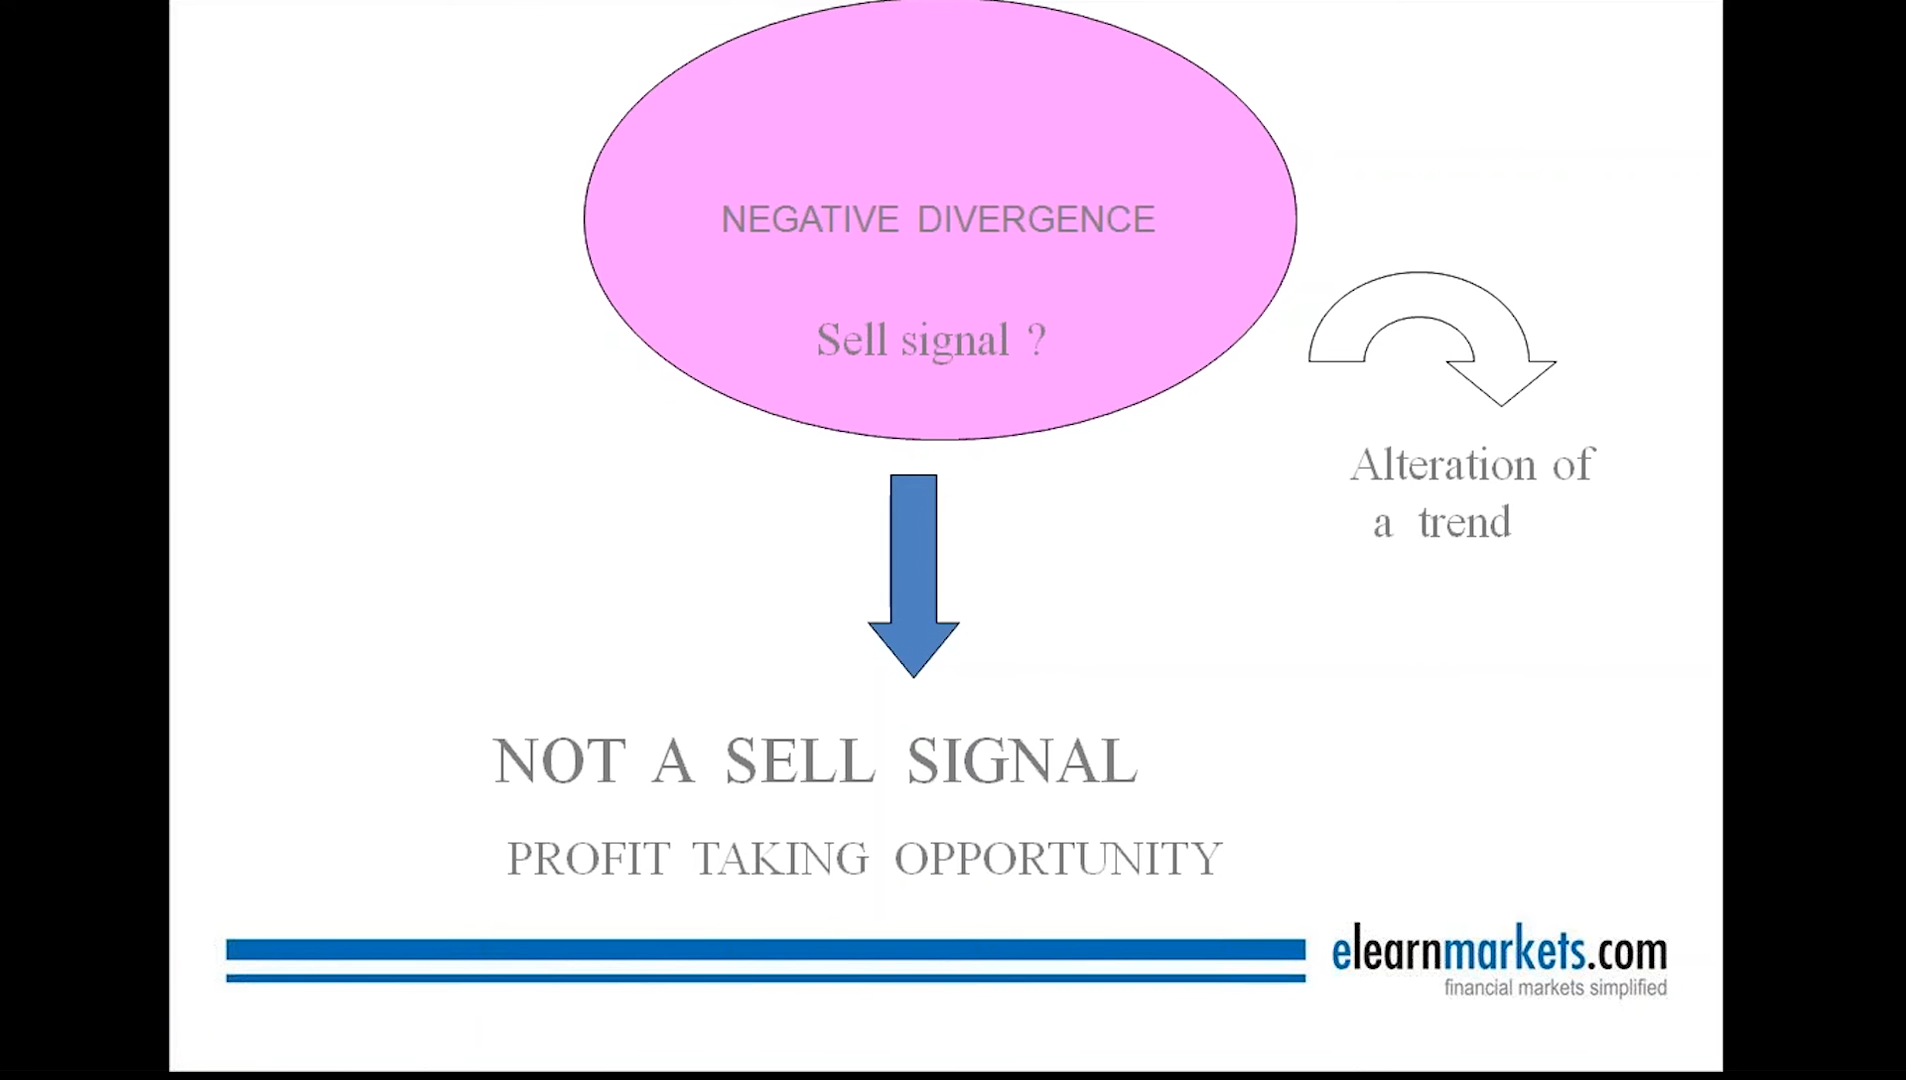 NEGATIVE DIVERGENCE
Sell signal ?
Alteration of
a trend
NOT A SELL SIGNAL
PROFIT TAKING OPPORTUNITY
elearnmarkets.com
financial markets simplified